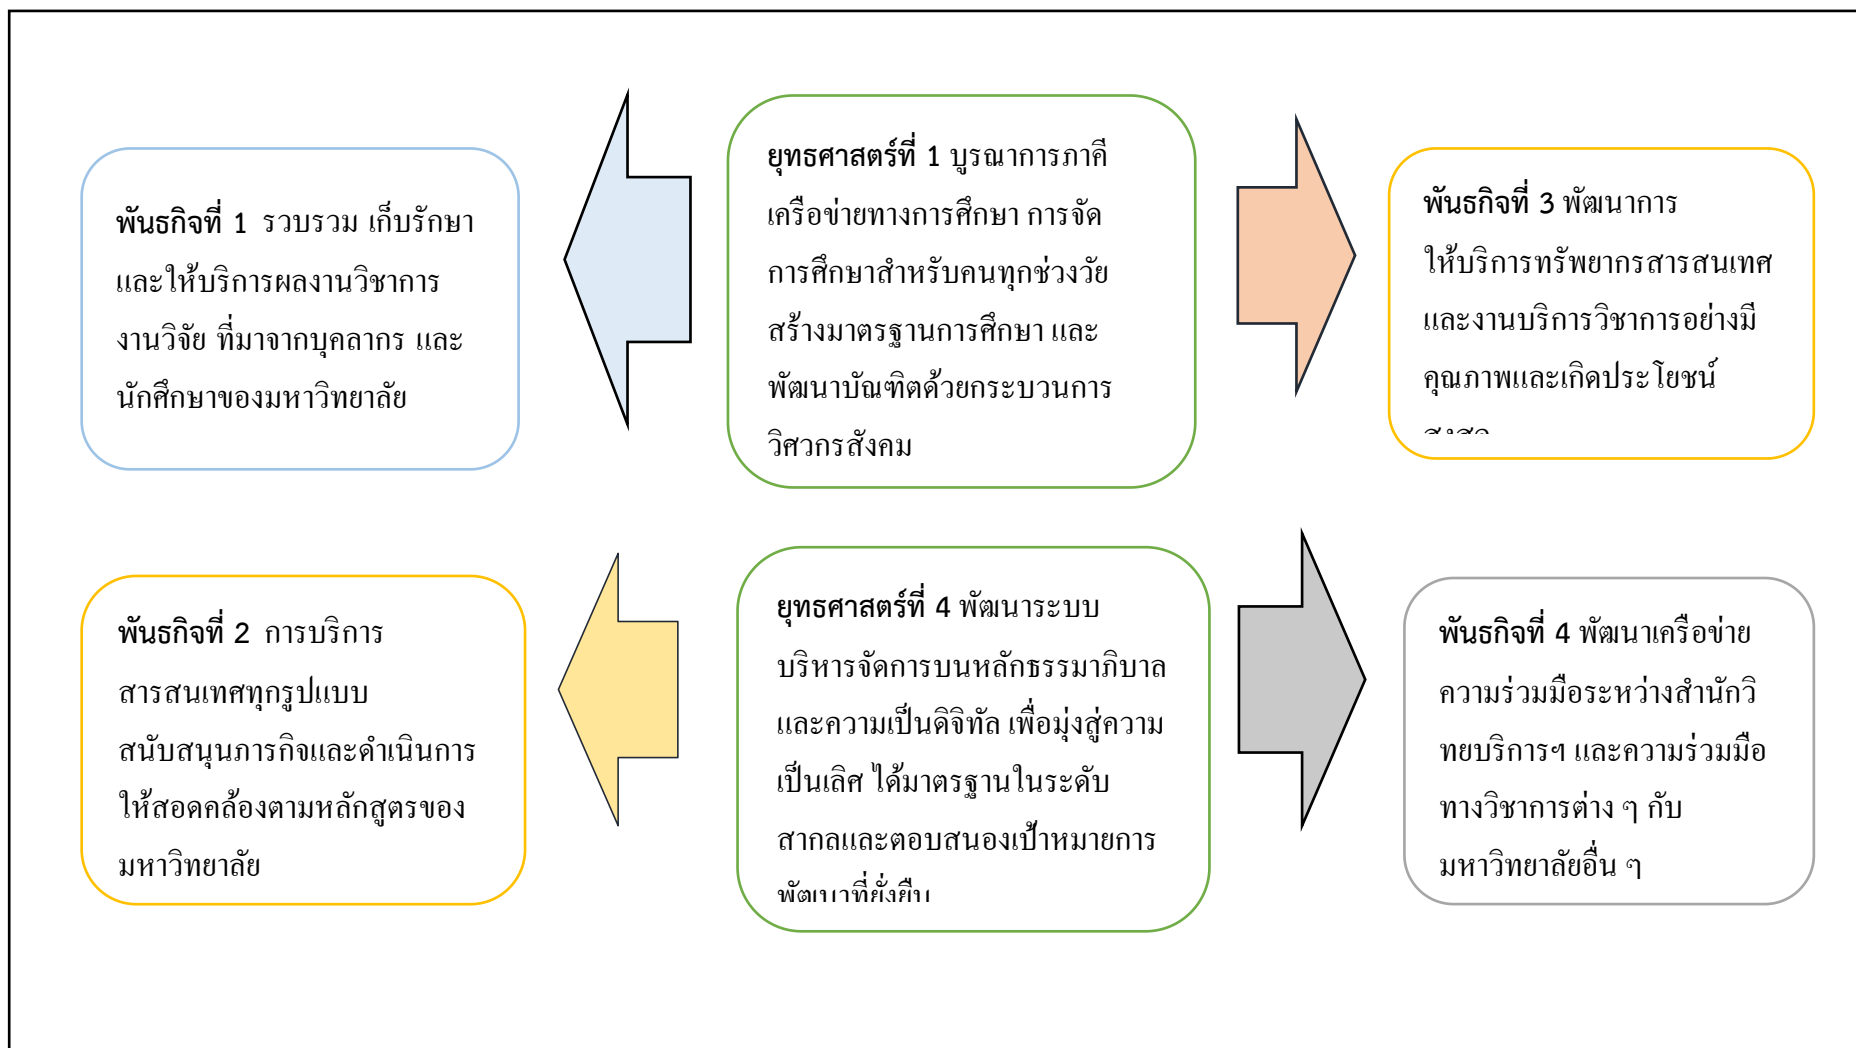 พันธกิจที่ 1 รวบรวม เก็บรักษา
และให้บริการผลงานวิชาการ
งานวิจัย ที่มาจากบุคลากร และ
นักศึกษาของมหาวิทยาลัย
ยุทธศาสตร์ที่ 1 บูรณาการภาคี
เครือข่ายทางการศึกษา การจัด
การศึกษาสำหรับคนทุกช่วงวัย
สร้างมาตรฐานการศึกษา และ
พัฒนาบัณฑิตด้วยกระบวนการ
วิศวกรสังคม
พันธกิจที่ 3 พัฒนาการ
ให้บริการทรัพยากรสารสนเทศ
และงานบริการวิชาการอย่างมี
คุณภาพและเกิดประโยชน์
พันธกิจที่ 2 การบริการ
สารสนเทศทุกรูปแบบ
สนับสนุนภารกิจและดำเนินการ
ให้สอดคล้องตามหลักสูตรของ
มหาวิทยาลัย
ยุทธศาสตร์ที่ 4 พัฒนาระบบ
บริหารจัดการบนหลักธรรมาภิบาล
และความเป็นดิจิทัล เพื่อมุ่งสู่ความ
เป็นเลิศ ได้มาตรฐานในระดับ
สากลและตอบสนองเป้าหมายการ
พัฒนาที่ยั่งยืน
พันธกิจที่ 4 พัฒนาเครือข่าย
ความร่วมมือระหว่างสำนักวิ
ทยบริการฯ และความร่วมมือ
ทางวิชาการต่าง ๆ กับ
มหาวิทยาลัยอื่น ๆ